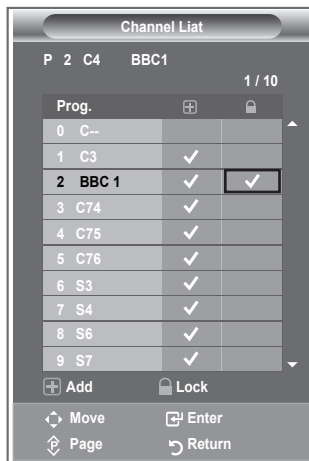 Channel Liat
P 2 C4 BBC1
1 / 10
Prog.
0 C--
1 C3
2 BBC 1
3 C74
4 C75
5 C76
6 S3
7 S4
8 S6
9 S7
Add Lock
Move Enter
Page Return